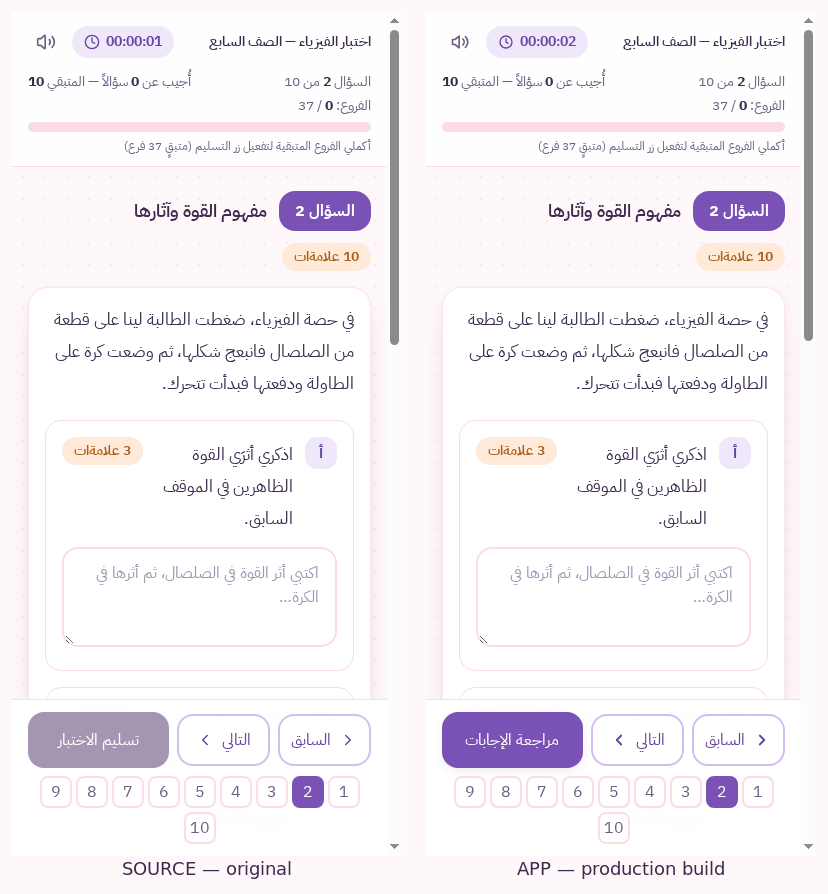 اختبار الفيزياء — الصف السابع
00:00:01
السؤال 2 من 10
أُجيب عن 0 سؤالاً — المتبقي 10
الفروع: 0 / 37
أكملي الفروع المتبقية لتفعيل زر التسليم (متبقٍ 37 فرع)
السؤال 2
مفهوم القوة وآثارها
10 علامات
في حصة الفيزياء، ضغطت الطالبة لينا على قطعة
من الصلصال فانبعج شكلها، ثم وضعت كرة على
الطاولة ودفعتها فبدأت تتحرك.
أ
اذكري أثرَي القوة
الظاهرين في الموقف
السابق.
3 علامات
اكتبي أثر القوة في الصلصال، ثم أثرها في
الكرة...
السابق
التالي
تسليم الاختبار
1 2 3 4 5 6 7 8 9
10
SOURCE — original
اختبار الفيزياء — الصف السابع
00:00:02
السؤال 2 من 10
أُجيب عن 0 سؤالاً — المتبقي 10
الفروع: 0 / 37
أكملي الفروع المتبقية لتفعيل زر التسليم (متبقٍ 37 فرع)
السؤال 2
مفهوم القوة وآثارها
10 علامات
في حصة الفيزياء، ضغطت الطالبة لينا على قطعة
من الصلصال فانبعج شكلها، ثم وضعت كرة على
الطاولة ودفعتها فبدأت تتحرك.
أ
اذكري أثرَي القوة
الظاهرين في الموقف
السابق.
3 علامات
اكتبي أثر القوة في الصلصال، ثم أثرها في
الكرة...
السابق
التالي
مراجعة الإجابات
1 2 3 4 5 6 7 8 9
10
APP — production build